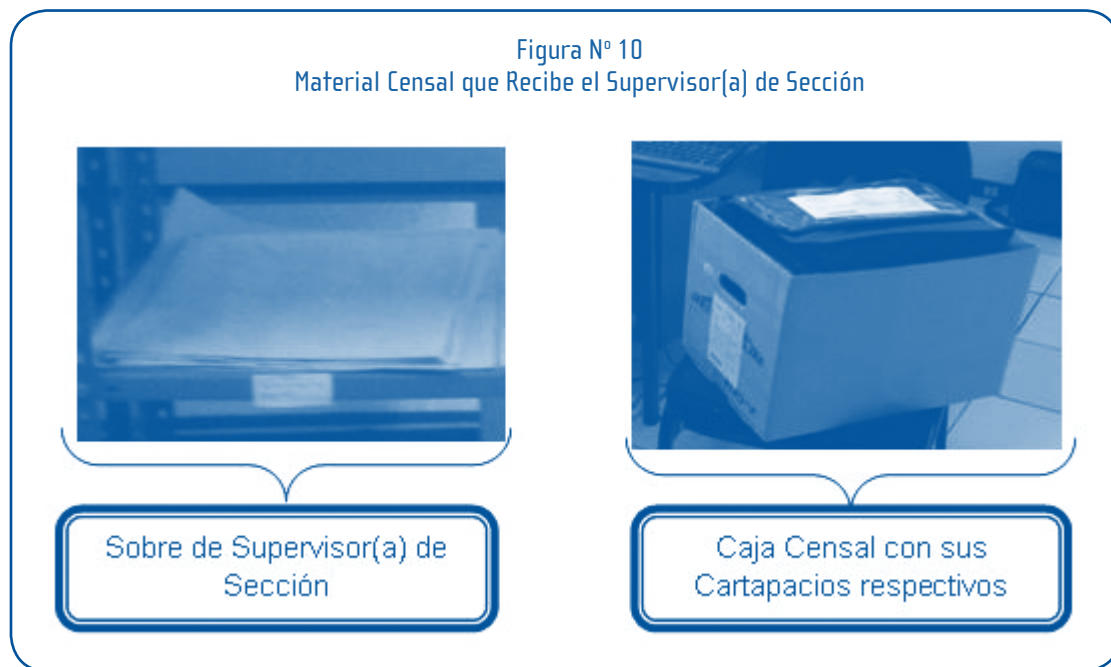 Figura Nº 10
Material Censal que Recibe el Supervisor(a) de Sección
Sobre de Supervisor(a) de
Sección
Caja Censal con sus
Cartapacios respectivos